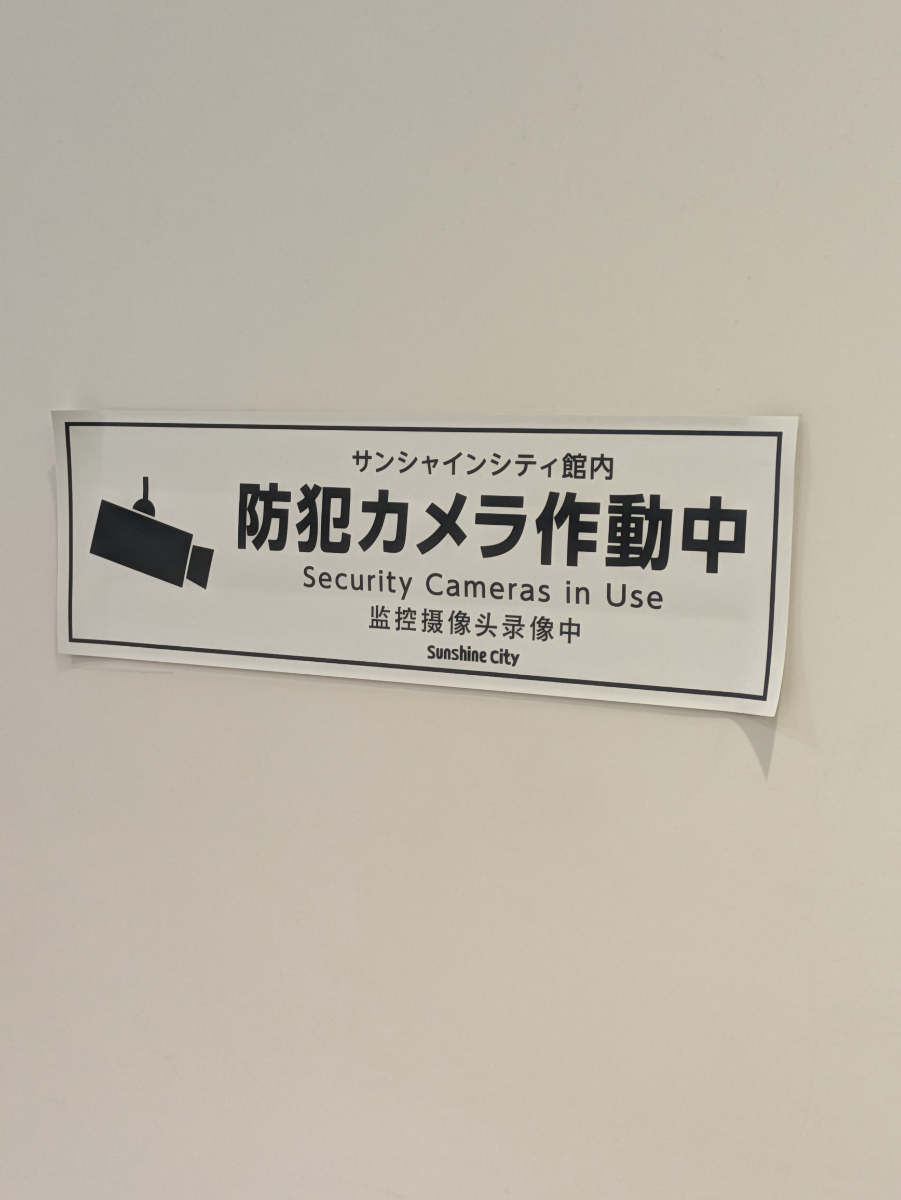 サンシャインシティ館内
防犯カメラ作動中
Security Cameras in Use
监控摄像头录像中
Sunshine City